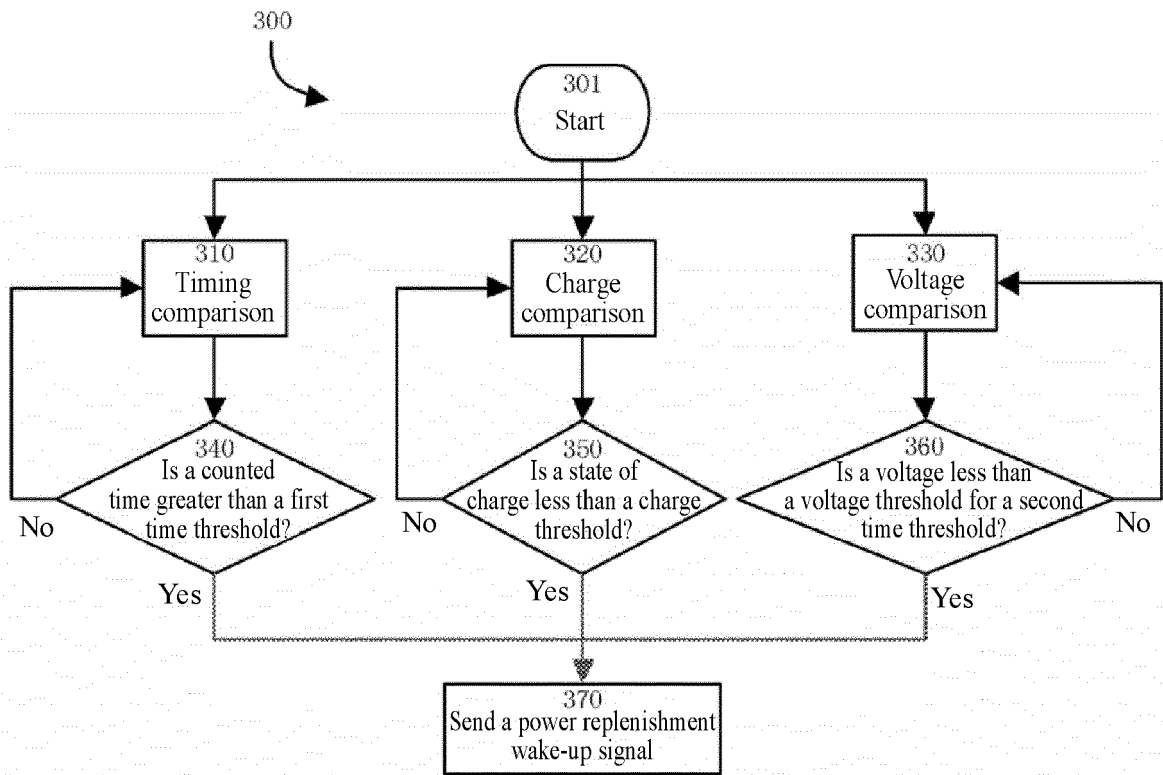 300
301
Start
310
Timing
comparison
320
Charge
comparison
330
Voltage
comparison
340
Is a counted
time greater than a first
time threshold?
No
Yes
350
Is a state of
charge less than a charge
threshold?
No
Yes
360
Is a voltage less than
a voltage threshold for a second
time threshold?
No
Yes
370
Send a power replenishment
wake-up signal